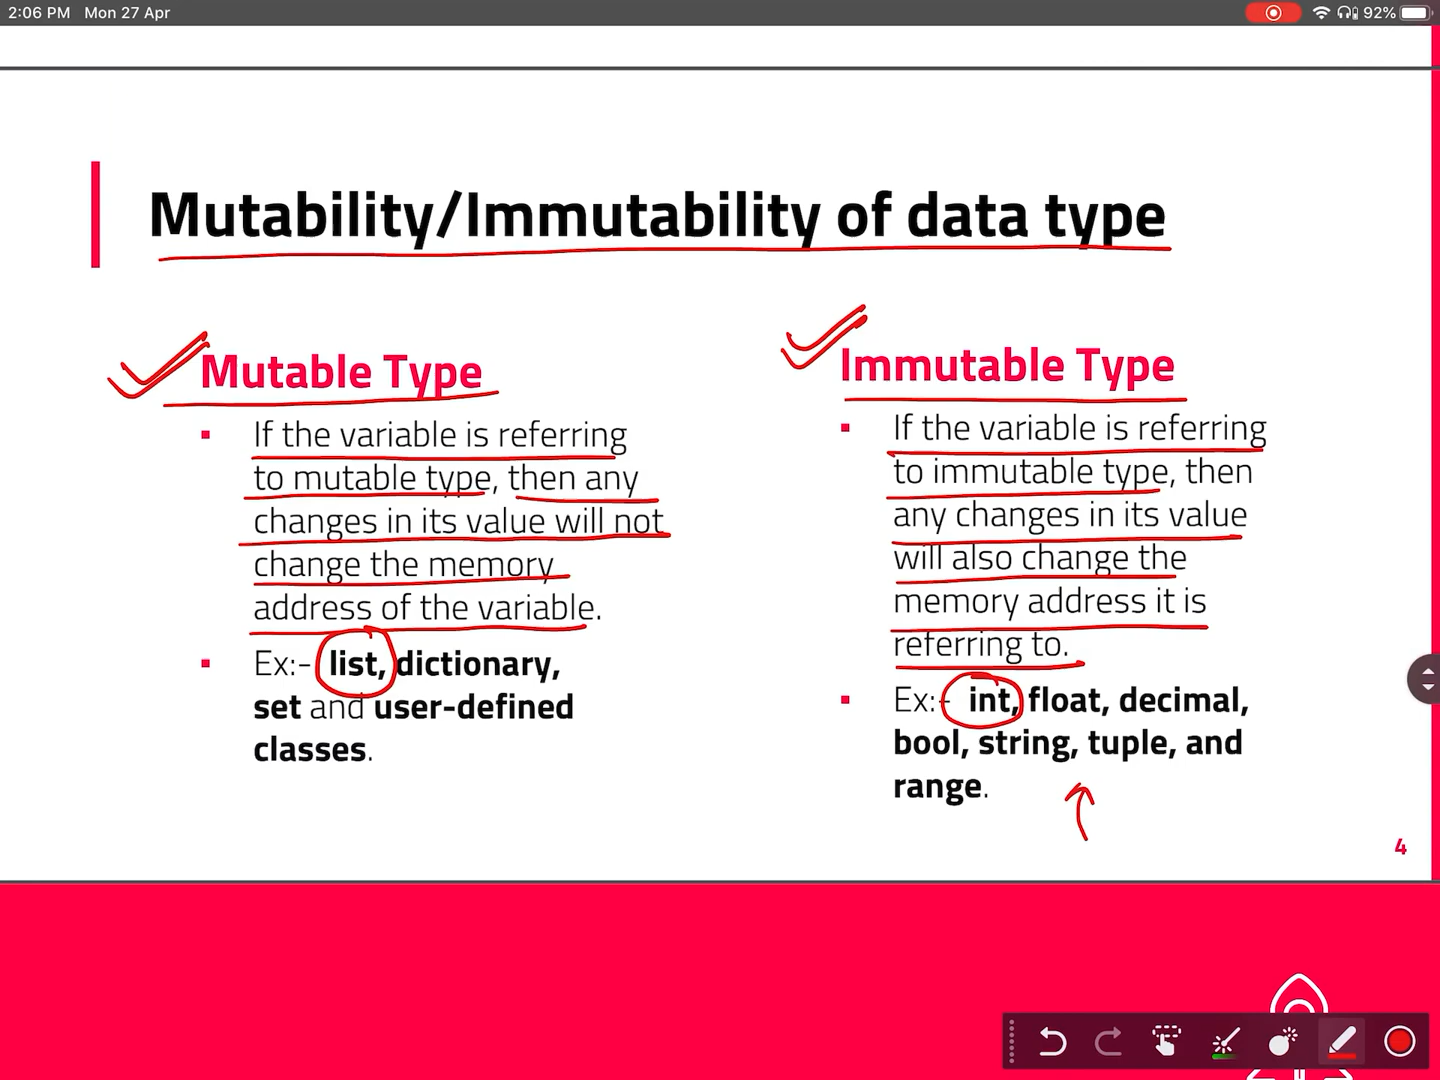 2:06 PM Mon 27 Apr
92%
Mutability/Immutability of data type
Mutable Type
If the variable is referring
to mutable type, then any
changes in its value will not
change the memory
address of the variable.
Ex:- list, dictionary,
set and user-defined
classes.
Immutable Type
If the variable is referring
to immutable type, then
any changes in its value
will also change the
memory address it is
referring to.
Ex:- int, float, decimal,
bool, string, tuple, and
range.
4